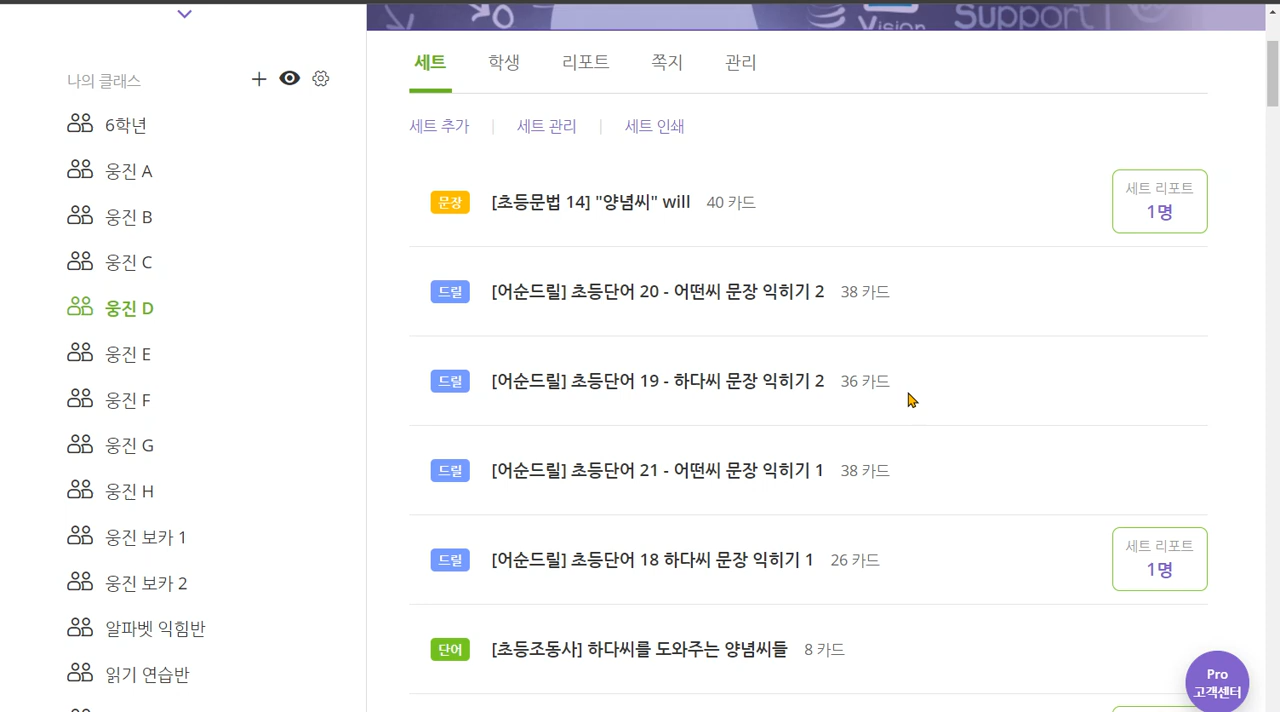 Vision
Support
나의 클래스
6학년
웅진 A
웅진 B
웅진 C
웅진 D
웅진 E
웅진 F
웅진 G
웅진 H
웅진 보카 1
웅진 보카 2
알파벳 익힘반
읽기 연습반
세트 학생 리포트 쪽지 관리
세트 추가 | 세트 관리 | 세트 인쇄
문장 [초등문법 14] "양념씨" will 40 카드
세트 리포트
1명
드릴 [어순드릴] 초등단어 20 - 어떤씨 문장 익히기 2 38 카드
드릴 [어순드릴] 초등단어 19 - 하다씨 문장 익히기 2 36 카드
드릴 [어순드릴] 초등단어 21 - 어떤씨 문장 익히기 1 38 카드
드릴 [어순드릴] 초등단어 18 하다씨 문장 익히기 1 26 카드
세트 리포트
1명
단어 [초등조동사] 하다씨를 도와주는 양념씨들 8 카드
Pro
고객센터